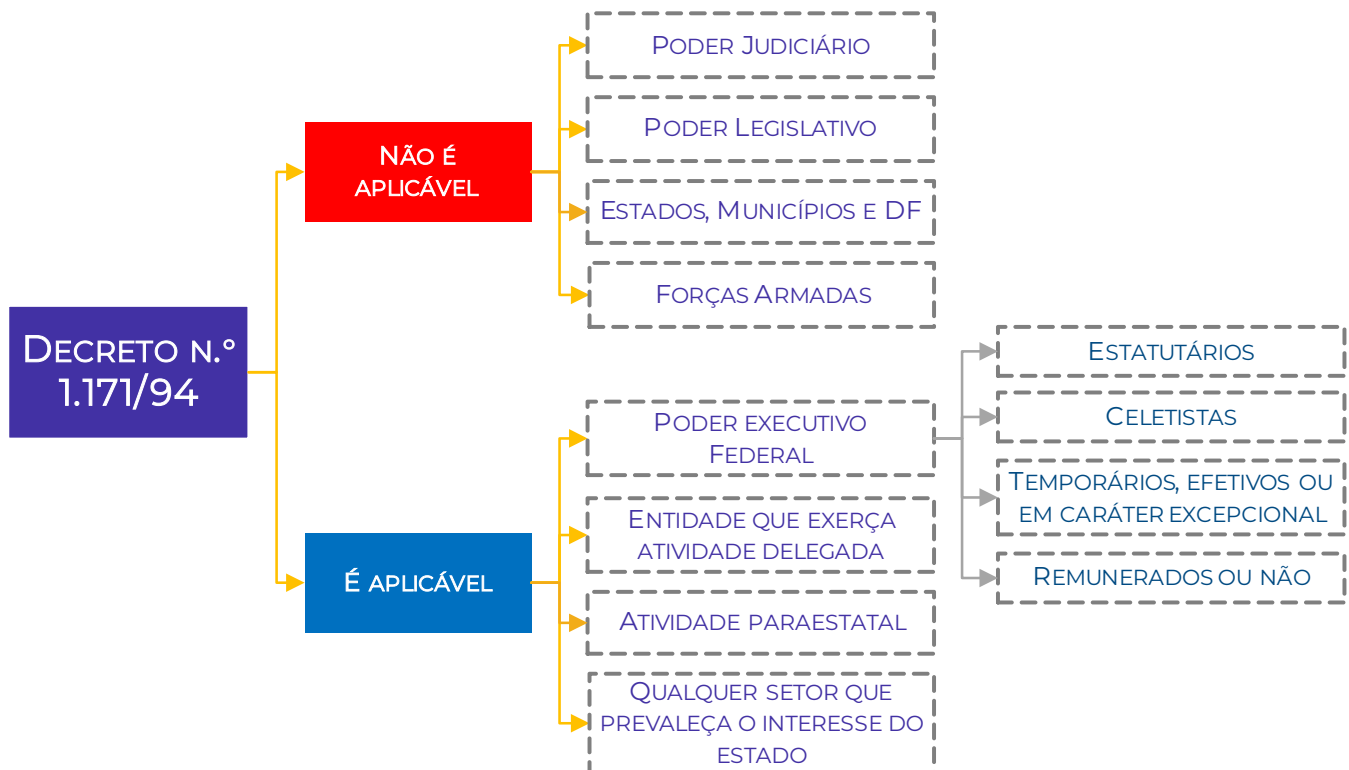 DECRETO N.º
1.171/94
NÃO É
APLICÁVEL
PODER JUDICIÁRIO
PODER LEGISLATIVO
ESTADOS, MUNICÍPIOS E DF
FORÇAS ARMADAS
É APLICÁVEL
PODER EXECUTIVO
FEDERAL
ESTATUTÁRIOS
CELETISTAS
TEMPORÁRIOS, EFETIVOS OU
EM CARÁTER EXCEPCIONAL
REMUNERADOS OU NÃO
ENTIDADE QUE EXERÇA
ATIVIDADE DELEGADA
ATIVIDADE PARAESTATAL
QUALQUER SETOR QUE
PREVALEÇA O INTERESSE DO
ESTADO